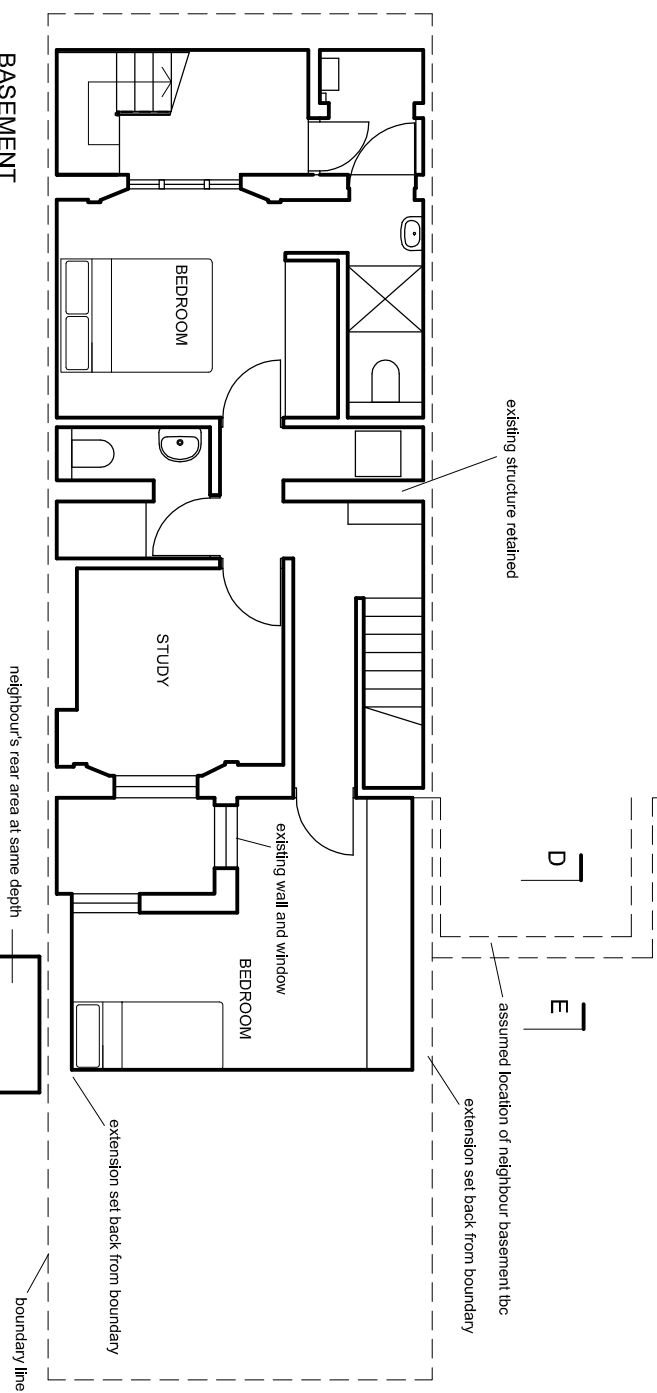 BASEMENT
BEDROOM
existing structure retained
STUDY
neighbour's rear area at same depth
existing wall and window
BEDROOM
D
E
assumed location of neighbour basement tbc
extension set back from boundary
extension set back from boundary
boundary line